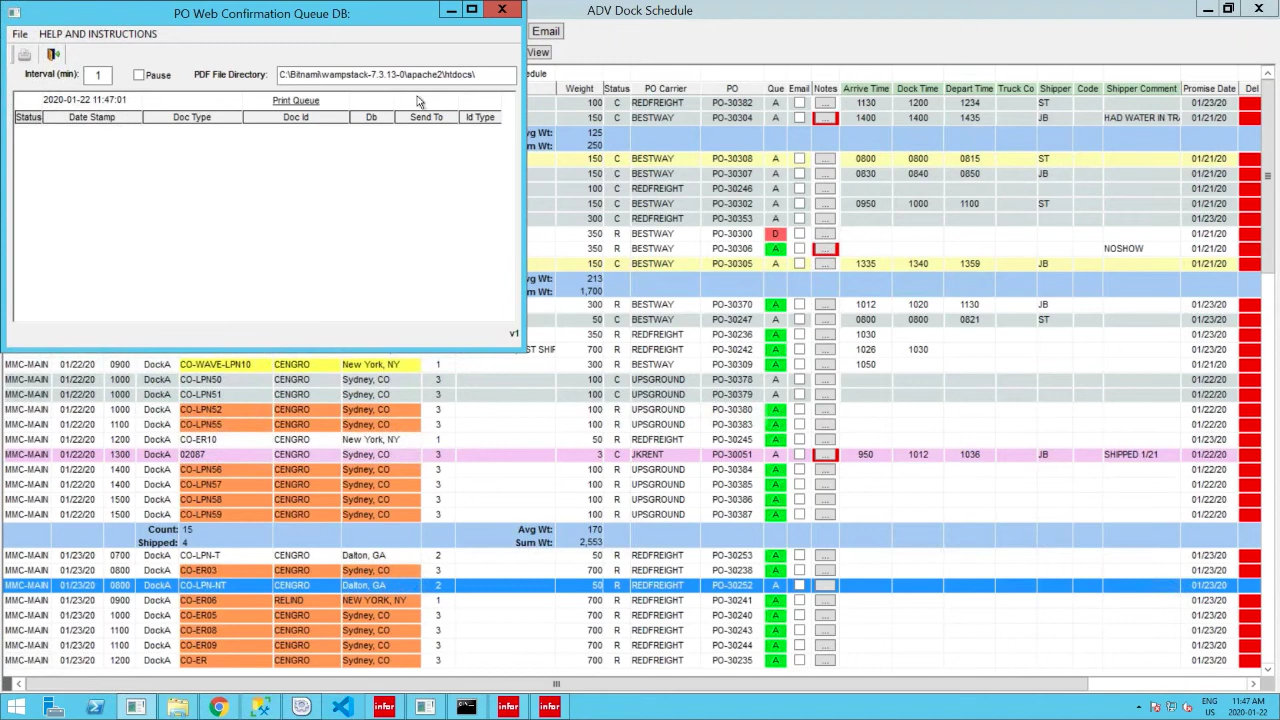 PO Web Confirmation Queue DB:
ADV Dock Schedule
File HELP AND INSTRUCTIONS
Email
View
Interval (min): 1 Pause PDF File Directory: C:\Bitnami\wampstack-7.3.13-0\apache2\htdocs\
2020-01-22 11:47:01 Print Queue
Status Date Stamp Doc Type Doc Id Db Send To Id Type
v1
edule
Weight Status PO Carrier PO Que Email Notes Arrive Time Dock Time Depart Time Truck Co Shipper Code Shipper Comment Promise Date Del
100 C REDFREIGHT PO-30382 A 1130 1200 1234 ST 01/23/20
150 C BESTWAY PO-30304 A ... 1400 1400 1435 JB HAD WATER IN TRA 01/21/20
vg Wt: 125
m Wt: 250
150 C BESTWAY PO-30308 A ... 0800 0800 0815 ST 01/21/20
150 C BESTWAY PO-30307 A ... 0830 0840 0850 JB 01/21/20
100 C REDFREIGHT PO-30246 A ... 01/23/20
150 C BESTWAY PO-30302 A ... 0950 1000 1100 ST 01/21/20
300 C REDFREIGHT PO-30353 A ... 01/23/20
350 R BESTWAY PO-30300 D ... 01/21/20
350 R BESTWAY PO-30306 A ... NOSHOW 01/21/20
150 C BESTWAY PO-30305 A ... 1335 1340 1359 JB 01/21/20
vg Wt: 213
m Wt: 1,700
300 R BESTWAY PO-30370 A ... 1012 1020 1130 JB 01/23/20
50 C REDFREIGHT PO-30247 A ... 0800 0800 0821 ST 01/23/20
350 R REDFREIGHT PO-30236 A ... 1030 01/23/20
ST SHIP 700 R REDFREIGHT PO-30242 A ... 1026 1030 01/23/20
MMC-MAIN 01/22/20 0900 DockA CO-WAVE-LPN10 CENGRO New York, NY 1 300 R BESTWAY PO-30309 A ... 1050 01/21/20
MMC-MAIN 01/22/20 1000 DockA CO-LPN50 CENGRO Sydney, CO 3 100 C UPSGROUND PO-30378 A ... 01/22/20
MMC-MAIN 01/22/20 1000 DockA CO-LPN51 CENGRO Sydney, CO 3 100 C UPSGROUND PO-30379 A ... 01/22/20
MMC-MAIN 01/22/20 1000 DockA CO-LPN52 CENGRO Sydney, CO 3 100 R UPSGROUND PO-30380 A ... 01/22/20
MMC-MAIN 01/22/20 1100 DockA CO-LPN55 CENGRO Sydney, CO 3 100 R UPSGROUND PO-30383 A ... 01/22/20
MMC-MAIN 01/22/20 1200 DockA CO-ER10 CENGRO New York, NY 1 50 R REDFREIGHT PO-30245 A ... 01/23/20
MMC-MAIN 01/22/20 1300 DockA 02087 CENGRO Sydney, CO 3 3 C JKRENT PO-30051 A ... 950 1012 1036 JB SHIPPED 1/21 01/22/20
MMC-MAIN 01/22/20 1400 DockA CO-LPN56 CENGRO Sydney, CO 3 100 R UPSGROUND PO-30384 A ... 01/22/20
MMC-MAIN 01/22/20 1400 DockA CO-LPN57 CENGRO Sydney, CO 3 100 R UPSGROUND PO-30385 A ... 01/22/20
MMC-MAIN 01/22/20 1500 DockA CO-LPN58 CENGRO Sydney, CO 3 100 R UPSGROUND PO-30386 A ... 01/22/20
MMC-MAIN 01/22/20 1500 DockA CO-LPN59 CENGRO Sydney, CO 3 100 R UPSGROUND PO-30387 A ... 01/22/20
Count: 15 Avg Wt: 170
Shipped: 4 Sum Wt: 2,553
MMC-MAIN 01/23/20 0700 DockA CO-LPN-T CENGRO Dalton, GA 2 50 R REDFREIGHT PO-30253 A ... 01/23/20
MMC-MAIN 01/23/20 0800 DockA CO-ER03 CENGRO Sydney, CO 3 700 R REDFREIGHT PO-30238 A ... 01/23/20
MMC-MAIN 01/23/20 0800 DockA CO-LPN-NT CENGRO Dalton, GA 2 50 R REDFREIGHT PO-30252 A ... 01/23/20
MMC-MAIN 01/23/20 0900 DockA CO-ER06 RELIND NEW YORK, NY 1 700 R REDFREIGHT PO-30241 A ... 01/23/20
MMC-MAIN 01/23/20 1000 DockA CO-ER05 CENGRO Sydney, CO 3 700 R REDFREIGHT PO-30240 A ... 01/23/20
MMC-MAIN 01/23/20 1100 DockA CO-ER08 CENGRO Sydney, CO 3 700 R REDFREIGHT PO-30243 A ... 01/23/20
MMC-MAIN 01/23/20 1100 DockA CO-ER09 CENGRO Sydney, CO 3 700 R REDFREIGHT PO-30244 A ... 01/23/20
MMC-MAIN 01/23/20 1200 DockA CO-ER CENGRO Sydney, CO 3 700 R REDFREIGHT PO-30235 A ... 01/23/20
infor infor infor ENG 11:47 AM
US 2020-01-22